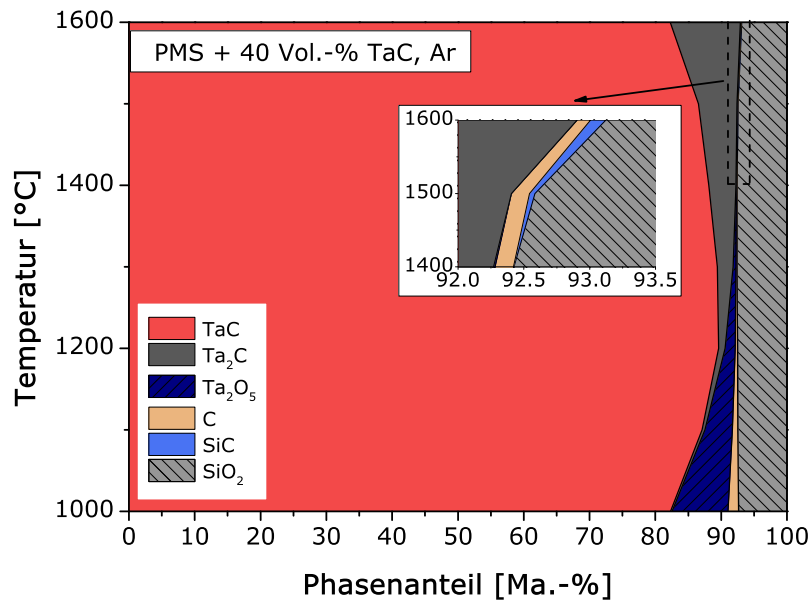 PMS + 40 Vol.-% TaC, Ar
1600
1400
1200
1000
Temperatur [°C]
1600
1500
1400
92.0 92.5 93.0 93.5
TaC
Ta₂C
Ta₂O₅
C
SiC
SiO₂
0 10 20 30 40 50 60 70 80 90 100
Phasenanteil [Ma.-%]